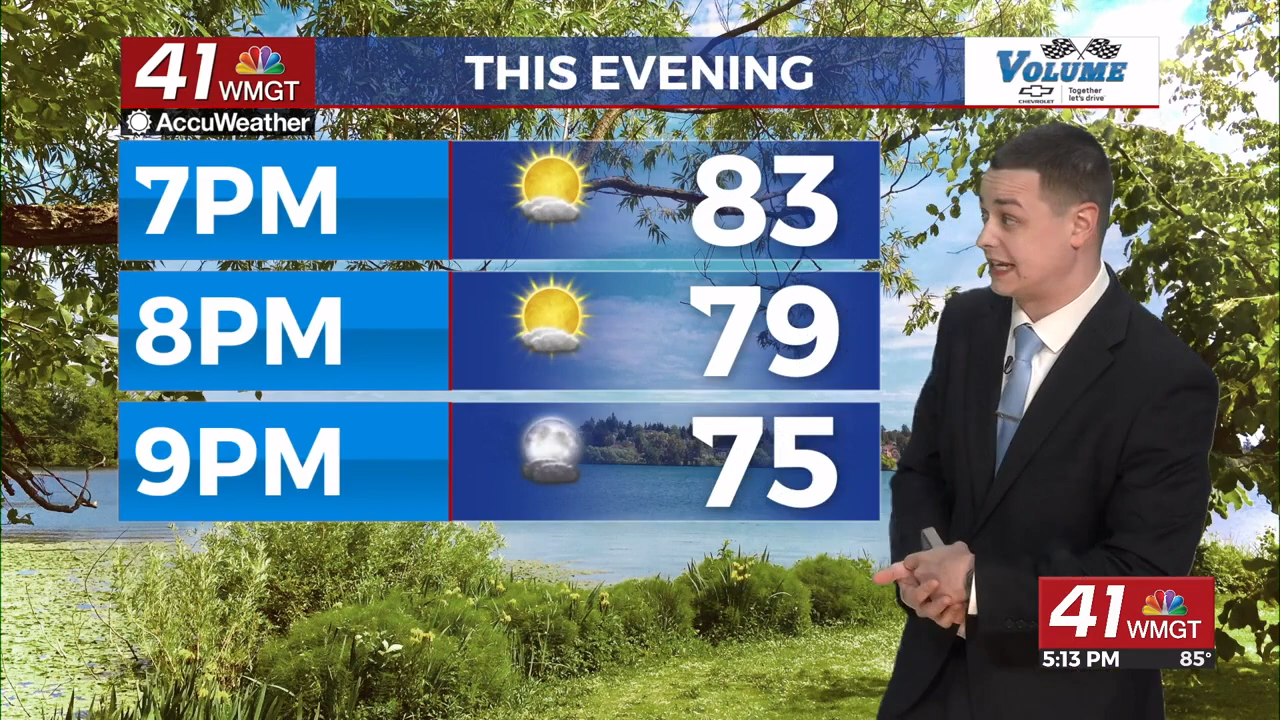 41 WMGT
AccuWeather
THIS EVENING
VOLUME
CHEVROLET
Together
let's drive
7PM 83
8PM 79
9PM 75
41 WMGT
5:13 PM 85°